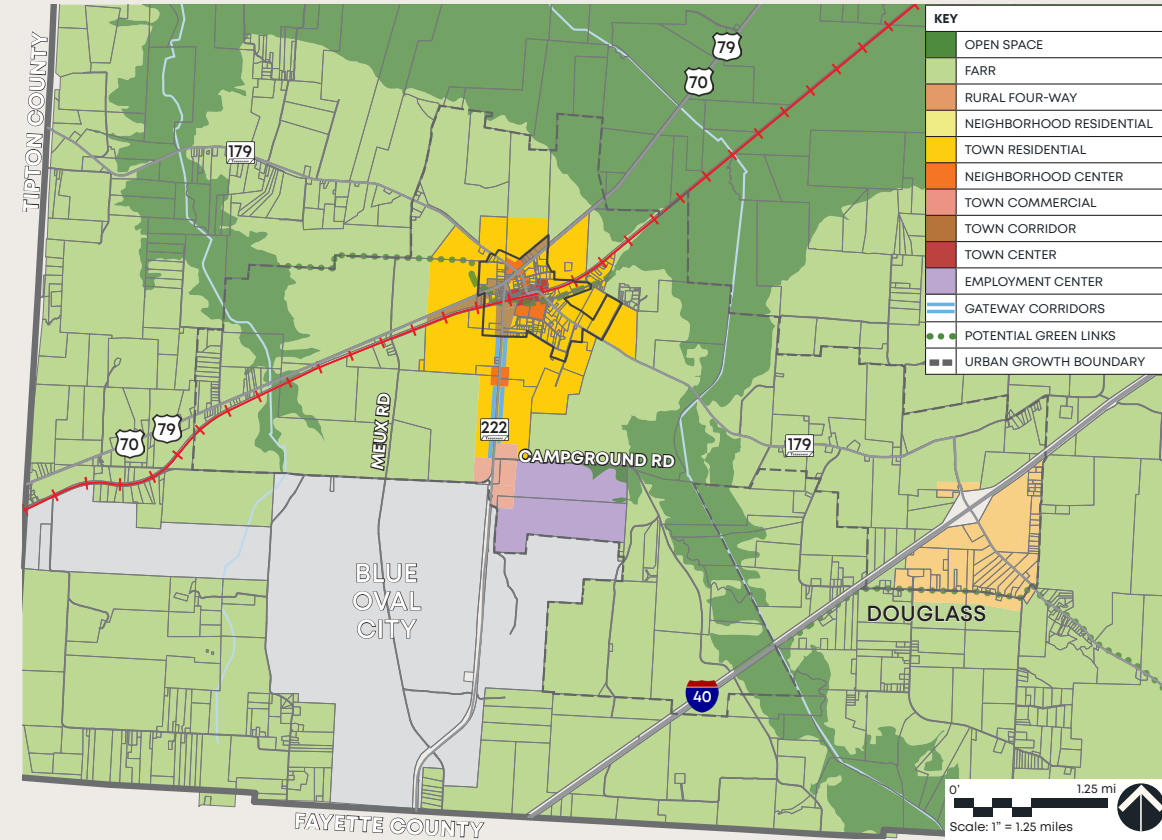 KEY
OPEN SPACE
FARR
RURAL FOUR-WAY
NEIGHBORHOOD RESIDENTIAL
TOWN RESIDENTIAL
NEIGHBORHOOD CENTER
TOWN COMMERCIAL
TOWN CORRIDOR
TOWN CENTER
EMPLOYMENT CENTER
GATEWAY CORRIDORS
POTENTIAL GREEN LINKS
URBAN GROWTH BOUNDARY
79
70
TIPTON COUNTY
179
MEUX RD
79
70
222
CAMPGROUND RD
179
BLUE
OVAL
CITY
DOUGLASS
40
0' 1.25 mi
Scale: 1" = 1.25 miles
FAYETTE COUNTY